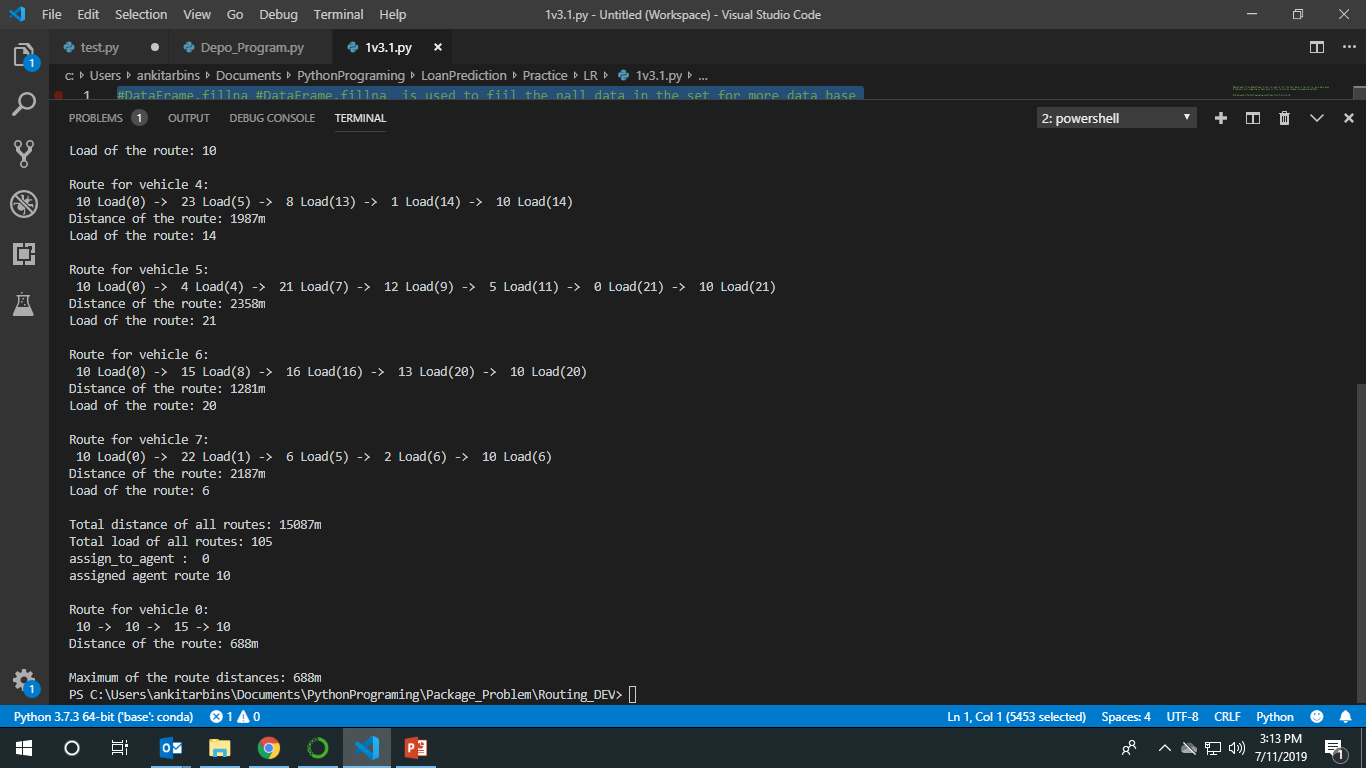 File Edit Selection View Go Debug Terminal Help 1v3.1.py - Untitled (Workspace) - Visual Studio Code
test.py Depo_Program.py 1v3.1.py
c: Users ankitarbins Documents PythonPrograming LoanPrediction Practice LR 1v3.1.py ...
1 #DataFrame.fillna #DataFrame.fillna is used to fiil the nall data in the set for more data base
PROBLEMS 1 OUTPUT DEBUG CONSOLE TERMINAL 2: powershell
Load of the route: 10
Route for vehicle 4:
10 Load(0) -> 23 Load(5) -> 8 Load(13) -> 1 Load(14) -> 10 Load(14)
Distance of the route: 1987m
Load of the route: 14
Route for vehicle 5:
10 Load(0) -> 4 Load(4) -> 21 Load(7) -> 12 Load(9) -> 5 Load(11) -> 0 Load(21) -> 10 Load(21)
Distance of the route: 2358m
Load of the route: 21
Route for vehicle 6:
10 Load(0) -> 15 Load(8) -> 16 Load(16) -> 13 Load(20) -> 10 Load(20)
Distance of the route: 1281m
Load of the route: 20
Route for vehicle 7:
10 Load(0) -> 22 Load(1) -> 6 Load(5) -> 2 Load(6) -> 10 Load(6)
Distance of the route: 2187m
Load of the route: 6
Total distance of all routes: 15087m
Total load of all routes: 105
assign_to_agent : 0
assigned agent route 10
Route for vehicle 0:
10 -> 10 -> 15 -> 10
Distance of the route: 688m
Maximum of the route distances: 688m
PS C:\Users\ankitarbins\Documents\PythonPrograming\Package_Problem\Routing_DEV>
1
1
Python 3.7.3 64-bit ('base': conda) 1 0 Ln 1, Col 1 (5453 selected) Spaces: 4 UTF-8 CRLF Python
3:13 PM
7/11/2019
1